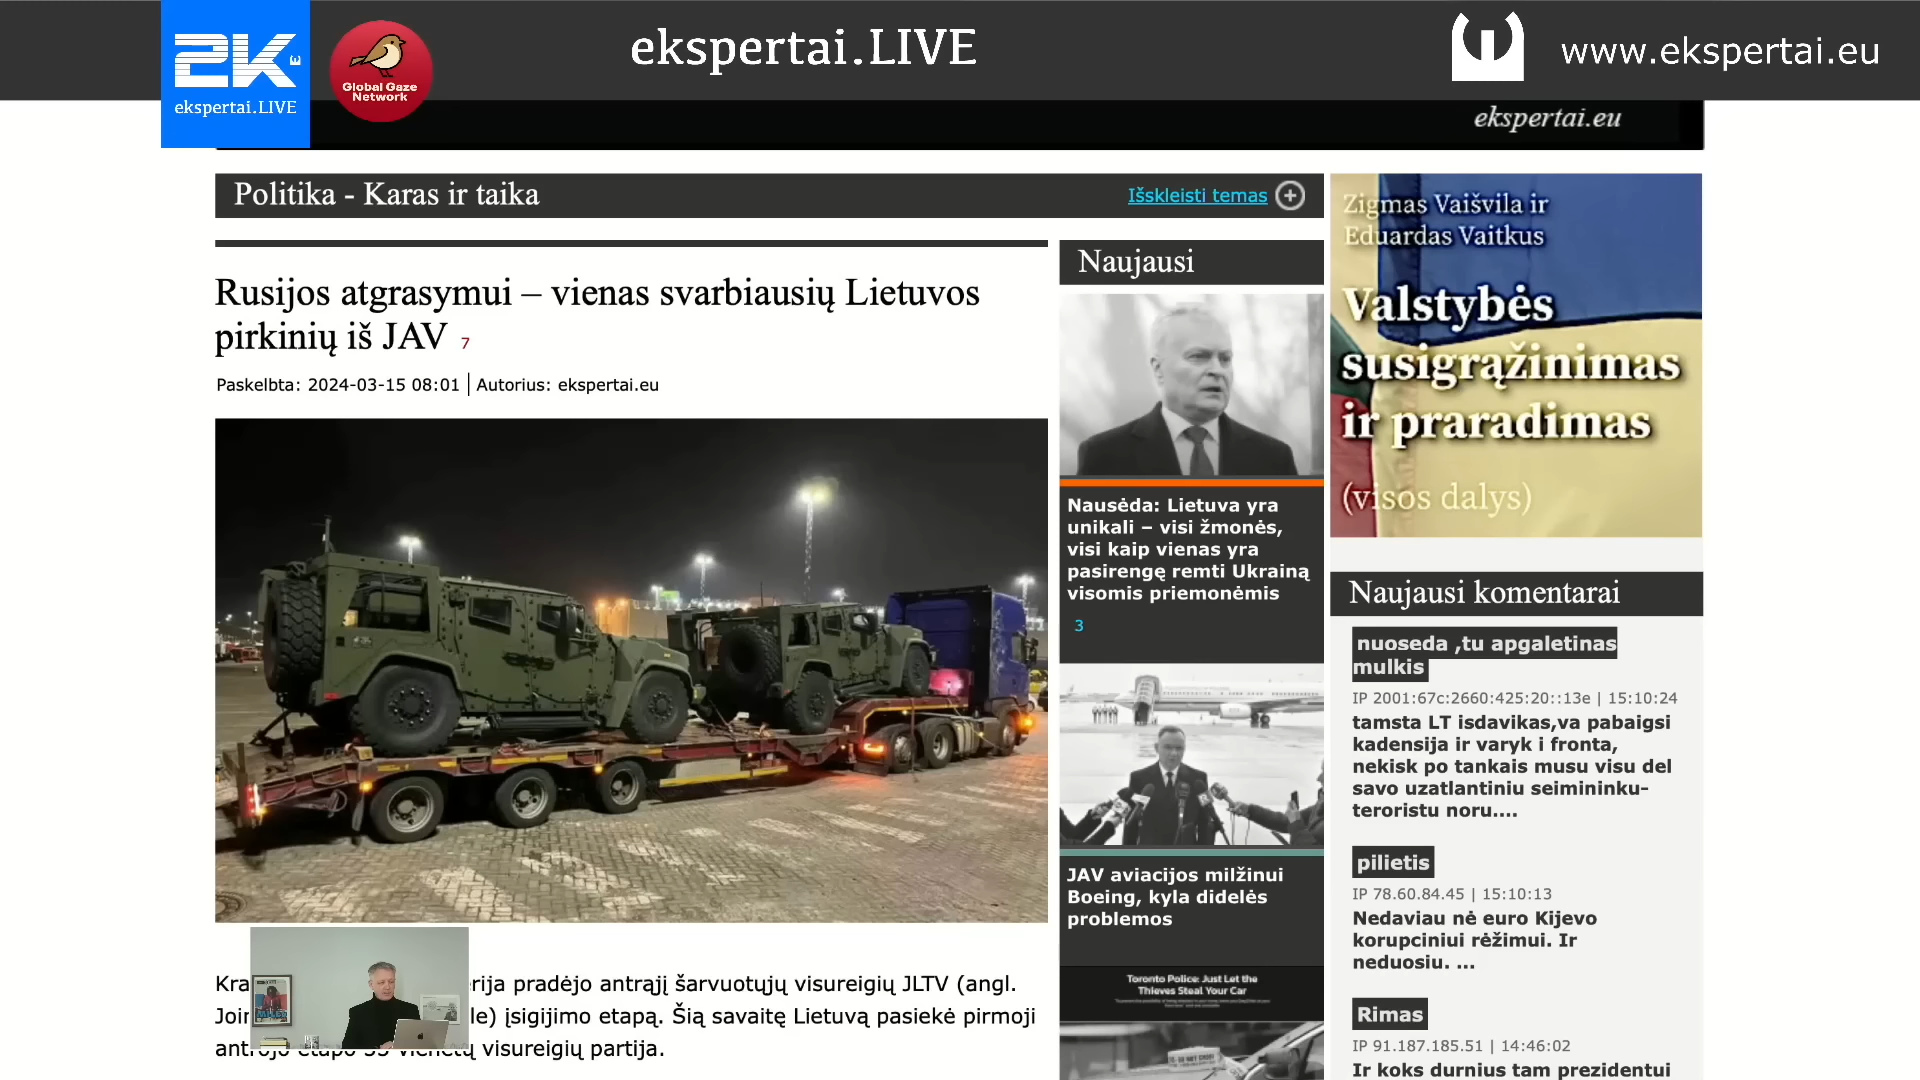 2K
ekspertai.LIVE
Global Gaze
Network
ekspertai.LIVE
www.ekspertai.eu
ekspertai.eu
Politika - Karas ir taika
Išskleisti temas
Rusijos atgrasymui – vienas svarbiausių Lietuvos
pirkinių iš JAV 7
Paskelbta: 2024-03-15 08:01 | Autorius: ekspertai.eu
Kra
rija pradėjo antrąjį šarvuotųjų visureigių JLTV (angl.
Join
le) įsigijimo etapą. Šią savaitę Lietuvą pasiekė pirmoji
antrojo etapo vienetų visureigių partija.
Naujausi
Nausėda: Lietuva yra
unikali – visi žmonės,
visi kaip vienas yra
pasirengę remti Ukrainą
visomis priemonėmis
3
JAV aviacijos milžinui
Boeing, kyla didelės
problemos
Toronto Police: Just Let the
Thieves Steal Your Car
Zigmas Vaišvila ir
Eduardas Vaitkus
Valstybės
susigrąžinimas
ir praradimas
(visos dalys)
Naujausi komentarai
nuoseda ,tu apgaletinas
mulkis
IP 2001:67c:2660:425:20::13e | 15:10:24
tamsta LT isdavikas,va pabaigsi
kadensija ir varyk i fronta,
nekisk po tankais musu visu del
savo uzatlantiniu seimininku-
teroristu noru....
pilietis
IP 78.60.84.45 | 15:10:13
Nedaviau nė euro Kijevo
korupciniui rėžimui. Ir
neduosiu. ...
Rimas
IP 91.187.185.51 | 14:46:02
Ir koks durnius tam prezidentui